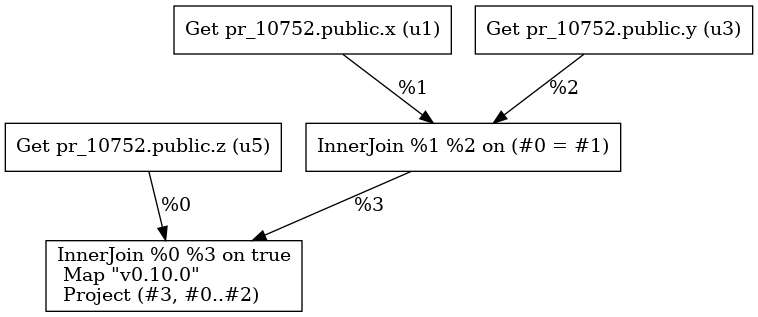 Get pr_10752.public.x (u1)
Get pr_10752.public.y (u3)
%1
%2
Get pr_10752.public.z (u5)
InnerJoin %1 %2 on (#0 = #1)
%0
%3
InnerJoin %0 %3 on true
Map "v0.10.0"
Project (#3, #0..#2)